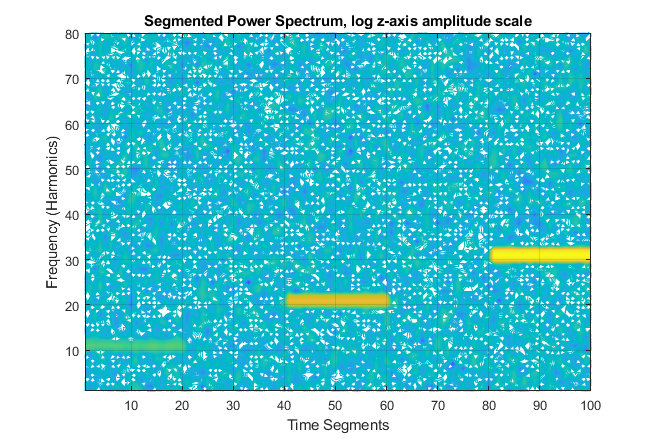 Segmented Power Spectrum, log z-axis amplitude scale
80
70
60
50
40
30
20
10
Frequency (Harmonics)
10 20 30 40 50 60 70 80 90 100
Time Segments